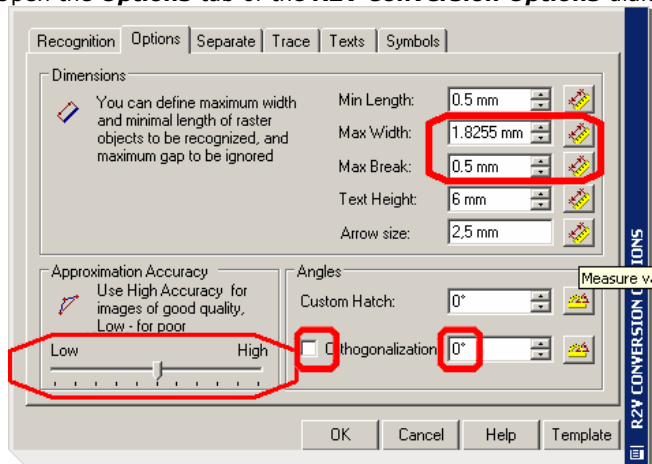 Open the Options tab of the R2V Conversion Options
Recognition Options Separate Trace Texts Symbols
Dimensions
You can define maximum width
and minimal length of raster
objects to be recognized, and
maximum gap to be ignored
Min Length: 0.5 mm
Max Width: 1.8255 mm
Max Break: 0.5 mm
Text Height: 6 mm
Arrow size: 2,5 mm
Approximation Accuracy
Use High Accuracy for
images of good quality,
Low - for poor
Low High
Angles
Custom Hatch: 0°
Orthogonalization 0°
Measure
R2V CONVERSION OPTIONS
OK Cancel Help Template